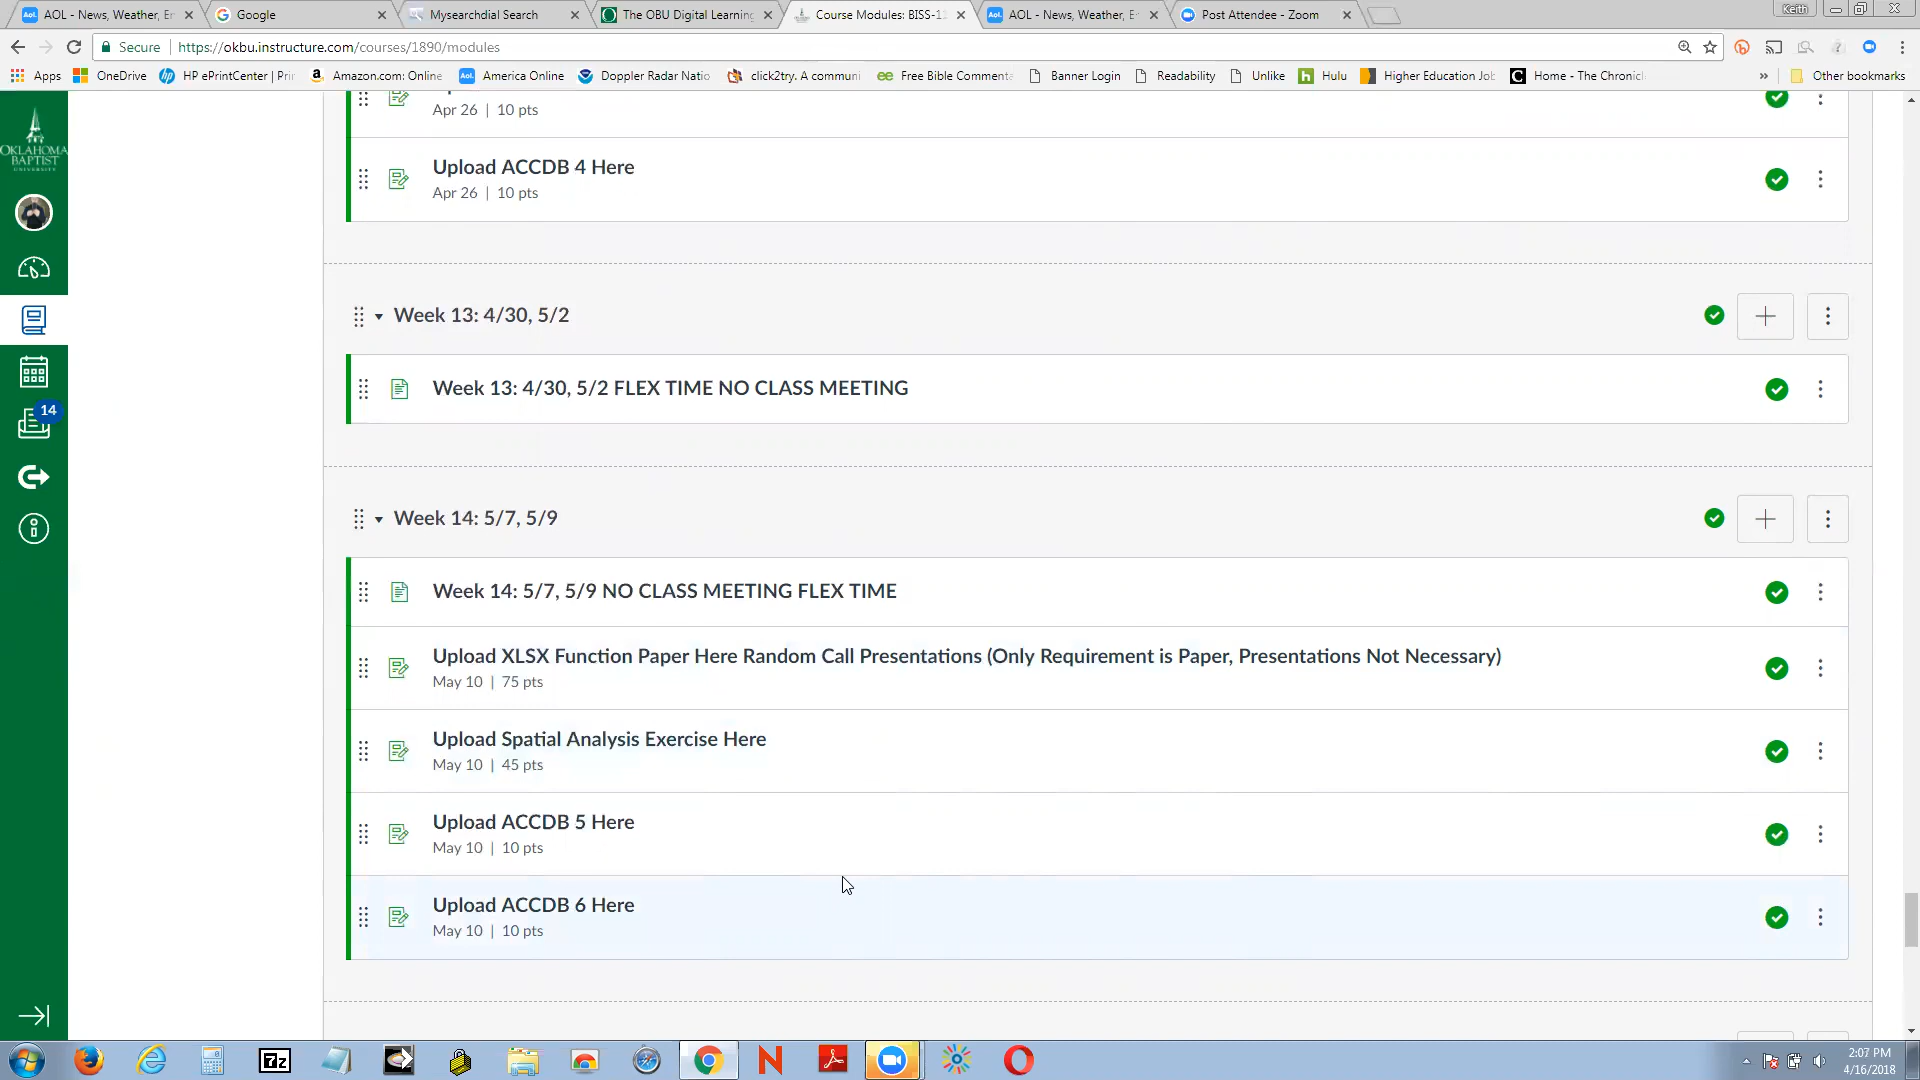 AOL - News, Weather, En
Google
Mysearchdial Search
The OBU Digital Learning
Course Modules: BISS-1
AOL - News, Weather, E
Post Attendee - Zoom
Keith
Secure
https://okbu.instructure.com/courses/1890/modules
Apps
OneDrive
HP ePrintCenter | Pri
Amazon.com: Online
America Online
Doppler Radar Natio
click2try. A communi
Free Bible Comment
Banner Login
Readability
Unlike
Hulu
Higher Education Job
Home - The Chronic
»
Other bookmarks
OKLAHOMA
BAPTIST
UNIVERSITY
14
Apr 26 | 10 pts
Upload ACCDB 4 Here
Apr 26 | 10 pts
Week 13: 4/30, 5/2
Week 13: 4/30, 5/2 FLEX TIME NO CLASS MEETING
Week 14: 5/7, 5/9
Week 14: 5/7, 5/9 NO CLASS MEETING FLEX TIME
Upload XLSX Function Paper Here Random Call Presentations (Only Requirement is Paper, Presentations Not Necessary)
May 10 | 75 pts
Upload Spatial Analysis Exercise Here
May 10 | 45 pts
Upload ACCDB 5 Here
May 10 | 10 pts
Upload ACCDB 6 Here
May 10 | 10 pts
7z
2:07 PM
4/16/2018